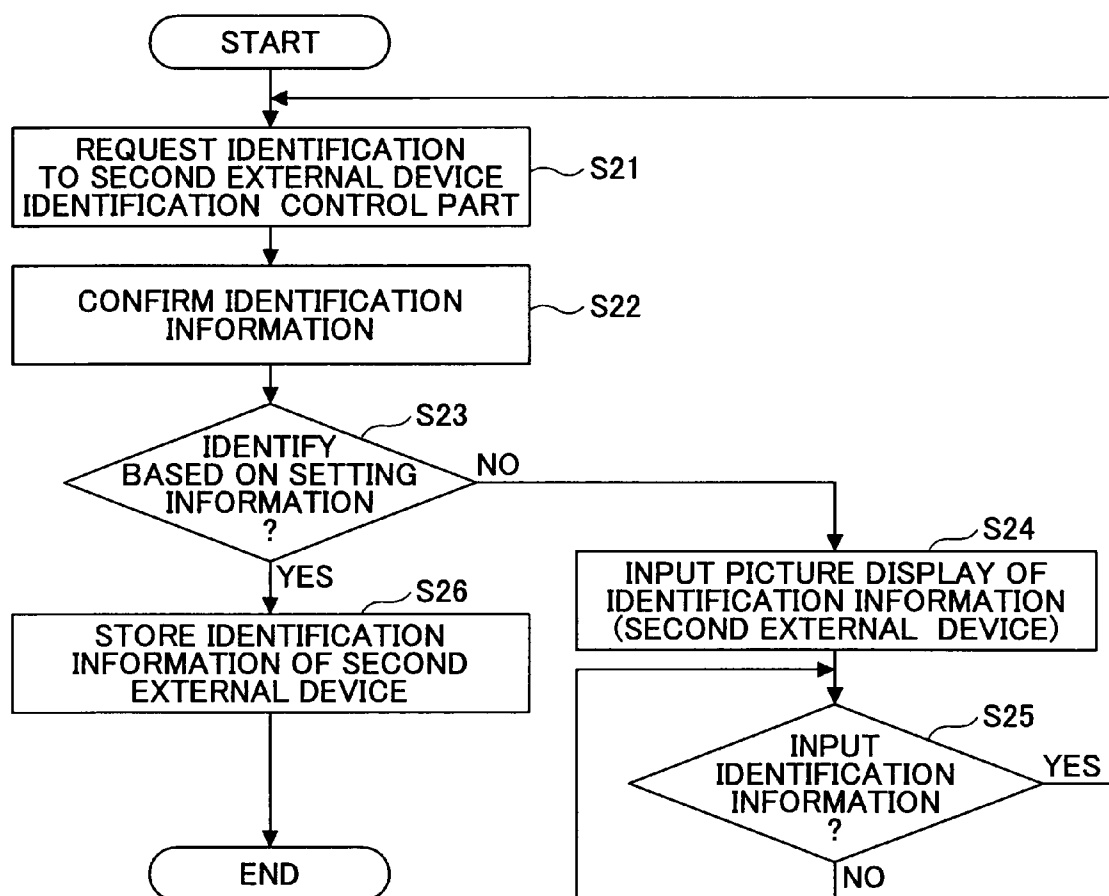 START
REQUEST IDENTIFICATION
TO SECOND EXTERNAL DEVICE
IDENTIFICATION CONTROL PART
S21
CONFIRM IDENTIFICATION
INFORMATION
S22
S23
IDENTIFY
BASED ON SETTING
INFORMATION
?
NO
YES
S24
INPUT PICTURE DISPLAY OF
IDENTIFICATION INFORMATION
(SECOND EXTERNAL DEVICE)
S26
STORE IDENTIFICATION
INFORMATION OF SECOND
EXTERNAL DEVICE
S25
INPUT
IDENTIFICATION
INFORMATION
?
YES
NO
END